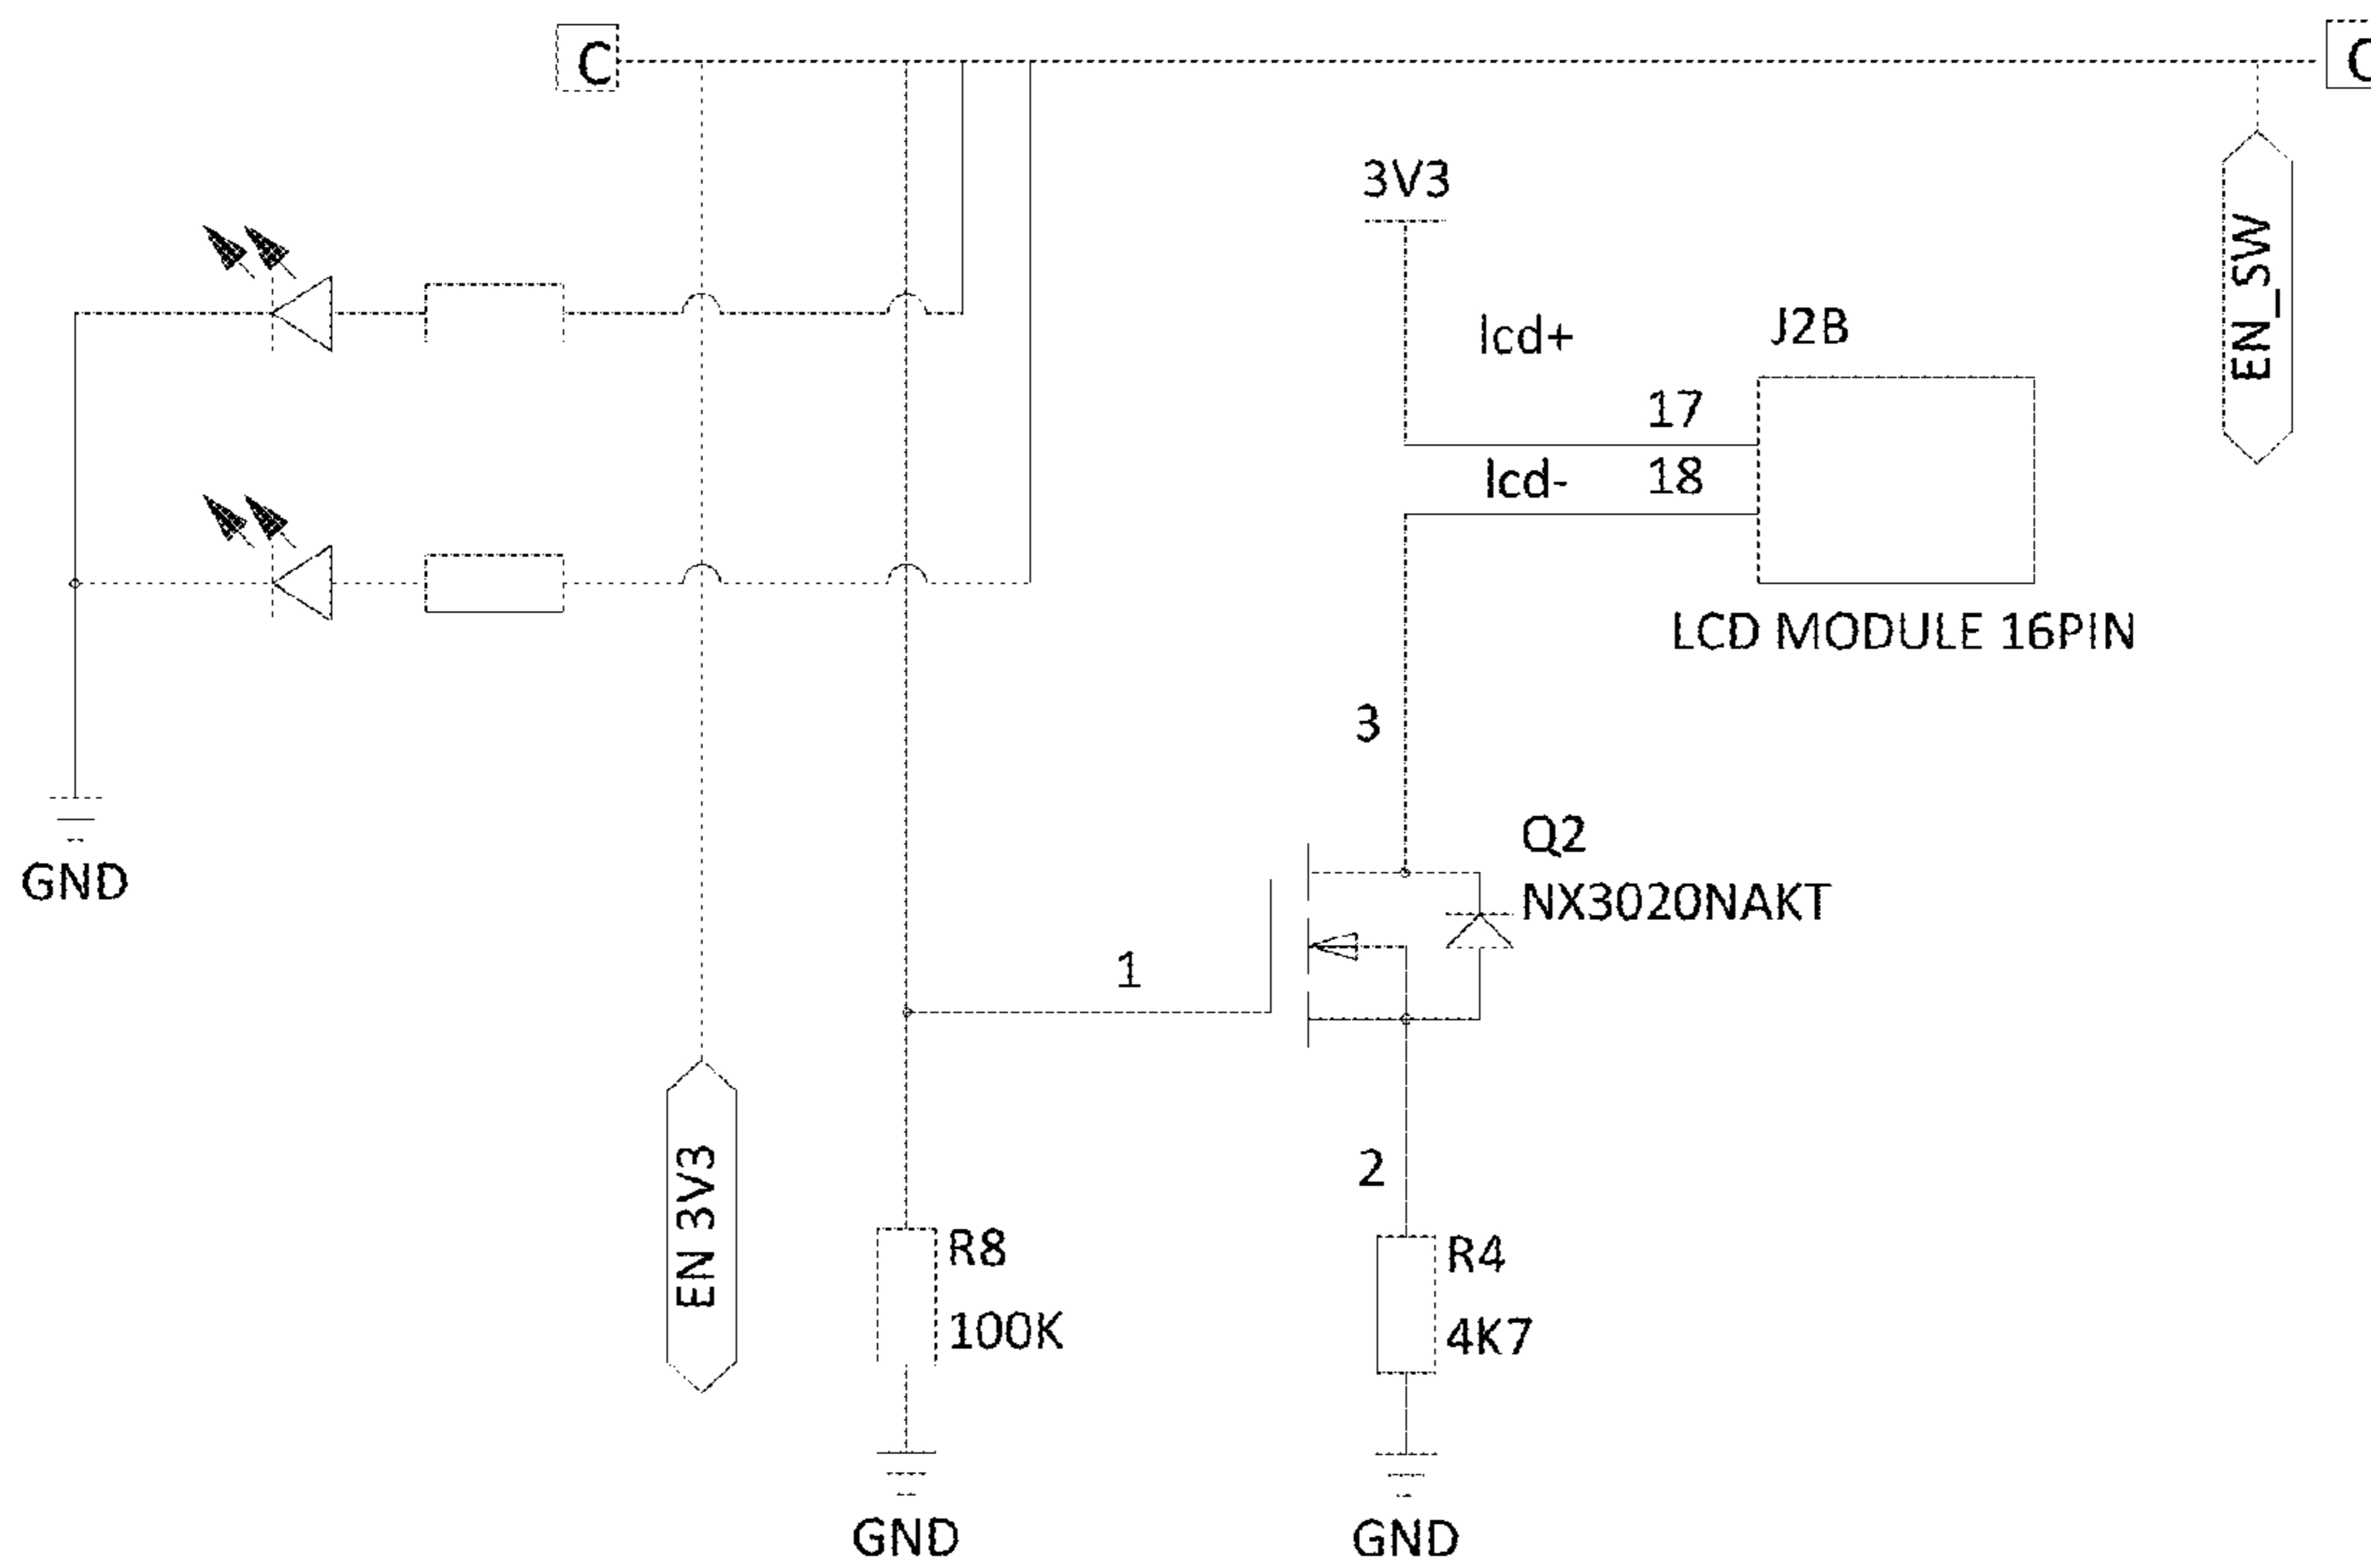 C
3V3
EN_SW
lcd+
J2B
17
lcd-
18
LCD MODULE 16PIN
3
Q2
NX3020NAKT
GND
1
EN 3V3
2
R8
100K
R4
4K7
GND
GND